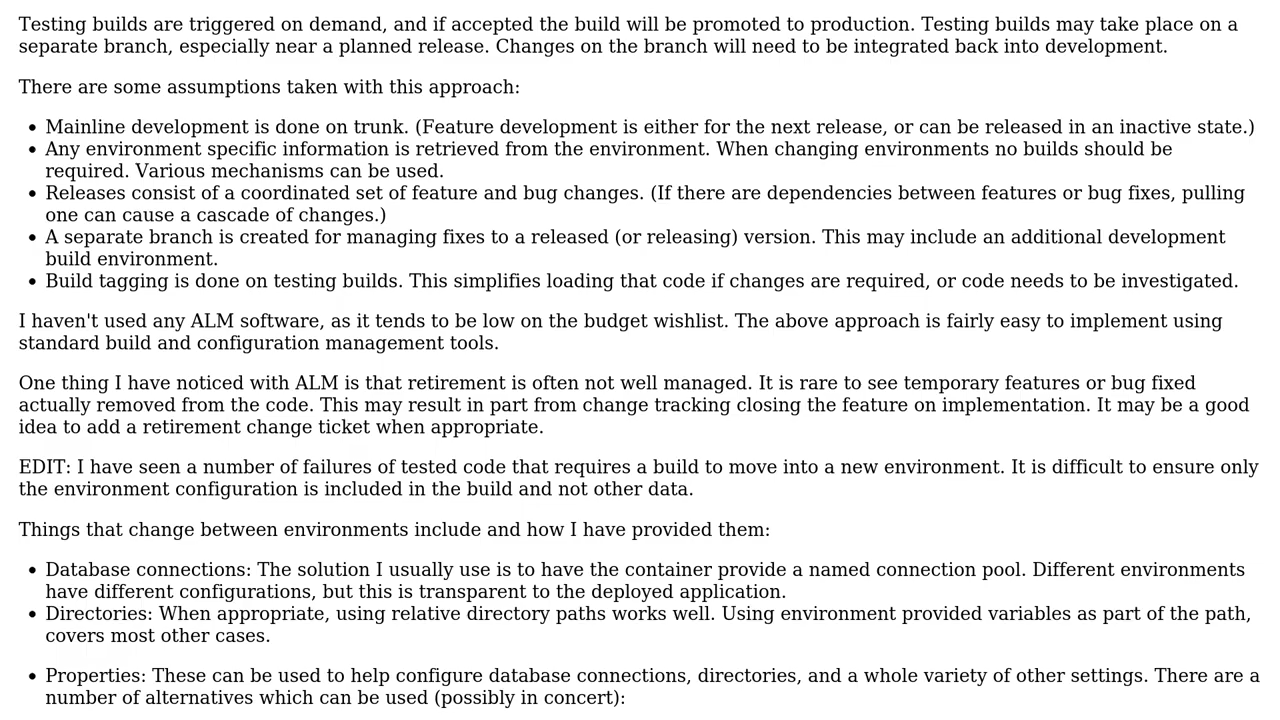 Testing builds are triggered on demand, and if accepted the build will be promoted to production. Testing builds may take place on a
separate branch, especially near a planned release. Changes on the branch will need to be integrated back into development.
There are some assumptions taken with this approach:
• Mainline development is done on trunk. (Feature development is either for the next release, or can be released in an inactive state.)
• Any environment specific information is retrieved from the environment. When changing environments no builds should be
required. Various mechanisms can be used.
• Releases consist of a coordinated set of feature and bug changes. (If there are dependencies between features or bug fixes, pulling
one can cause a cascade of changes.)
• A separate branch is created for managing fixes to a released (or releasing) version. This may include an additional development
build environment.
• Build tagging is done on testing builds. This simplifies loading that code if changes are required, or code needs to be investigated.
I haven't used any ALM software, as it tends to be low on the budget wishlist. The above approach is fairly easy to implement using
standard build and configuration management tools.
One thing I have noticed with ALM is that retirement is often not well managed. It is rare to see temporary features or bug fixed
actually removed from the code. This may result in part from change tracking closing the feature on implementation. It may be a good
idea to add a retirement change ticket when appropriate.
EDIT: I have seen a number of failures of tested code that requires a build to move into a new environment. It is difficult to ensure only
the environment configuration is included in the build and not other data.
Things that change between environments include and how I have provided them:
• Database connections: The solution I usually use is to have the container provide a named connection pool. Different environments
have different configurations, but this is transparent to the deployed application.
• Directories: When appropriate, using relative directory paths works well. Using environment provided variables as part of the path,
covers most other cases.
• Properties: These can be used to help configure database connections, directories, and a whole variety of other settings. There are a
number of alternatives which can be used (possibly in concert):